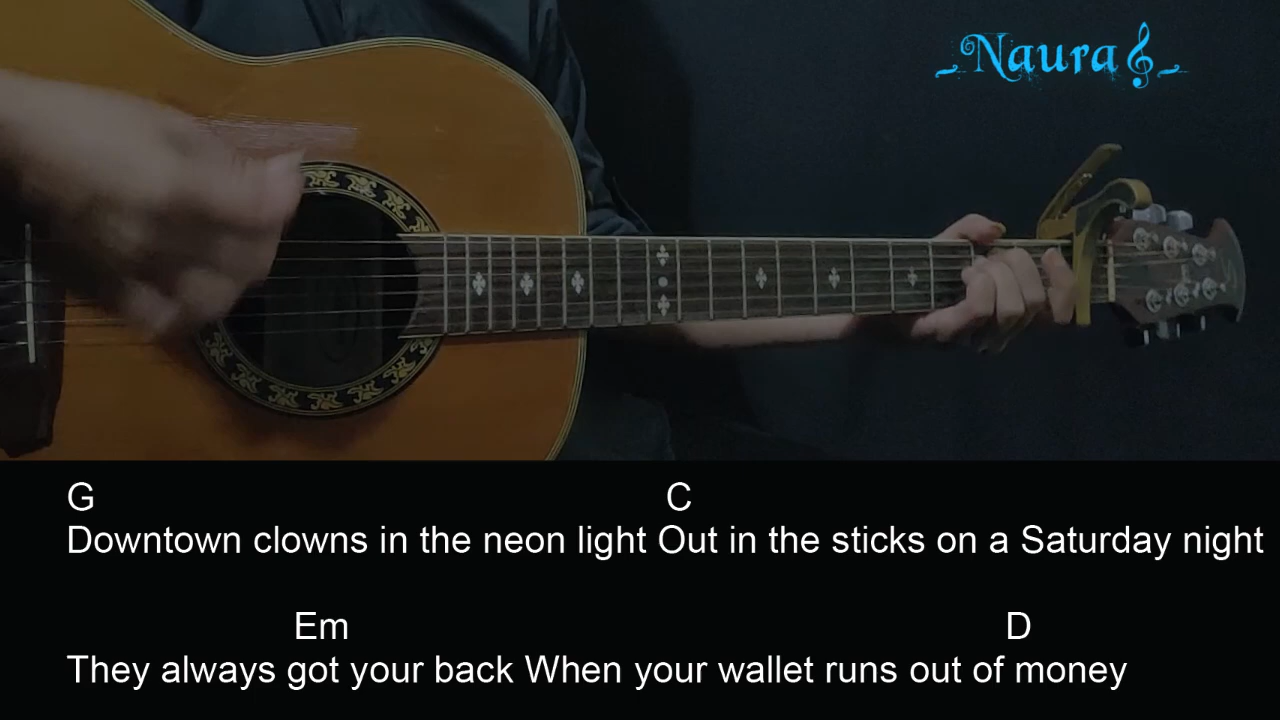 Naura
G C
Downtown clowns in the neon light Out in the sticks on a Saturday night
Em D
They always got your back When your wallet runs out of money